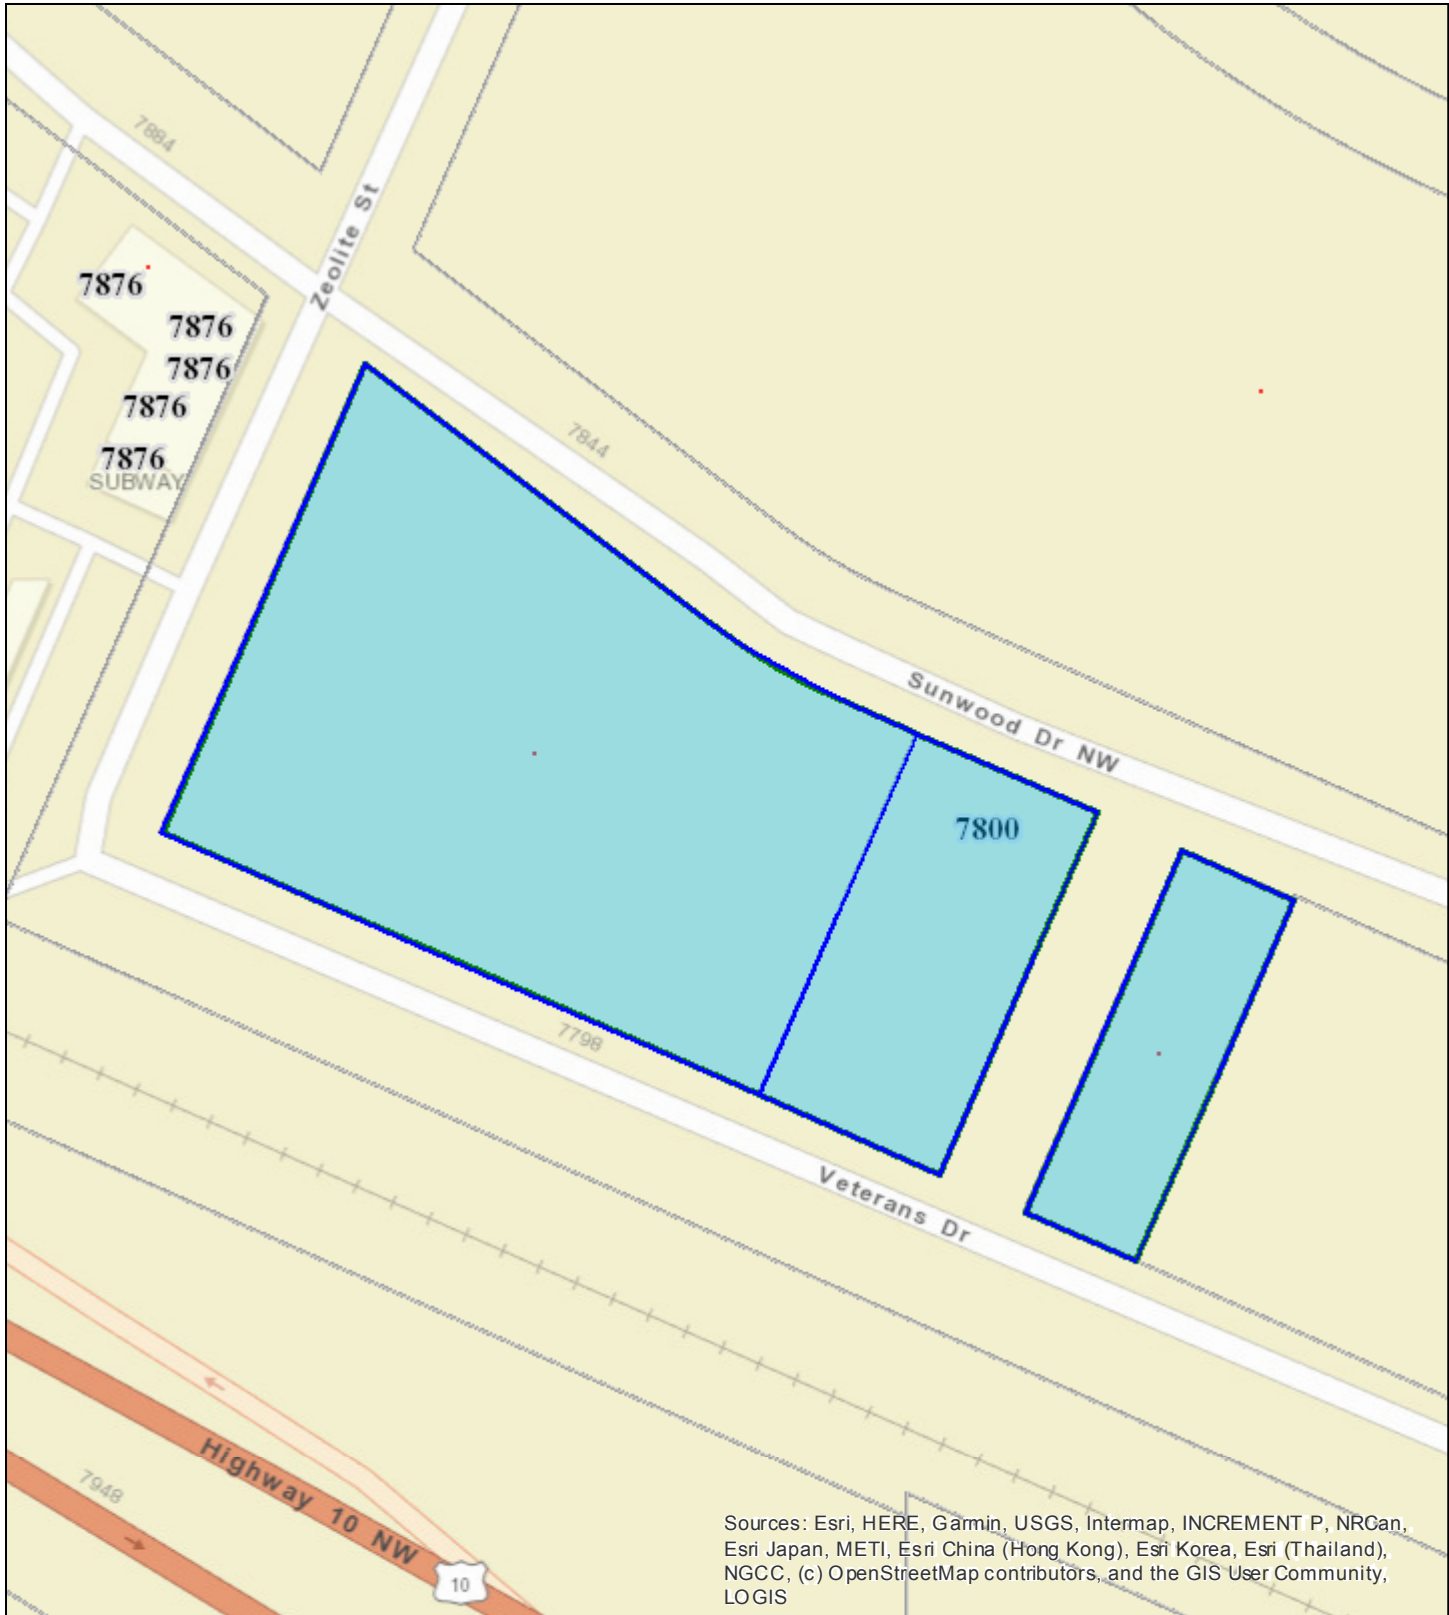 7884
Zeolite St
7876
7876
7876
7876
7876
SUBWAY
7844
Sunwood Dr NW
7800
7798
Veterans Dr
Highway 10 NW
7948
10
Sources: Esri, HERE, Garmin, USGS, Intermap, INCREMENT P, NRCan,
Esri Japan, METI, Esri China (Hong Kong), Esri Korea, Esri (Thailand),
NGCC, (c) OpenStreetMap contributors, and the GIS User Community,
LOGIS